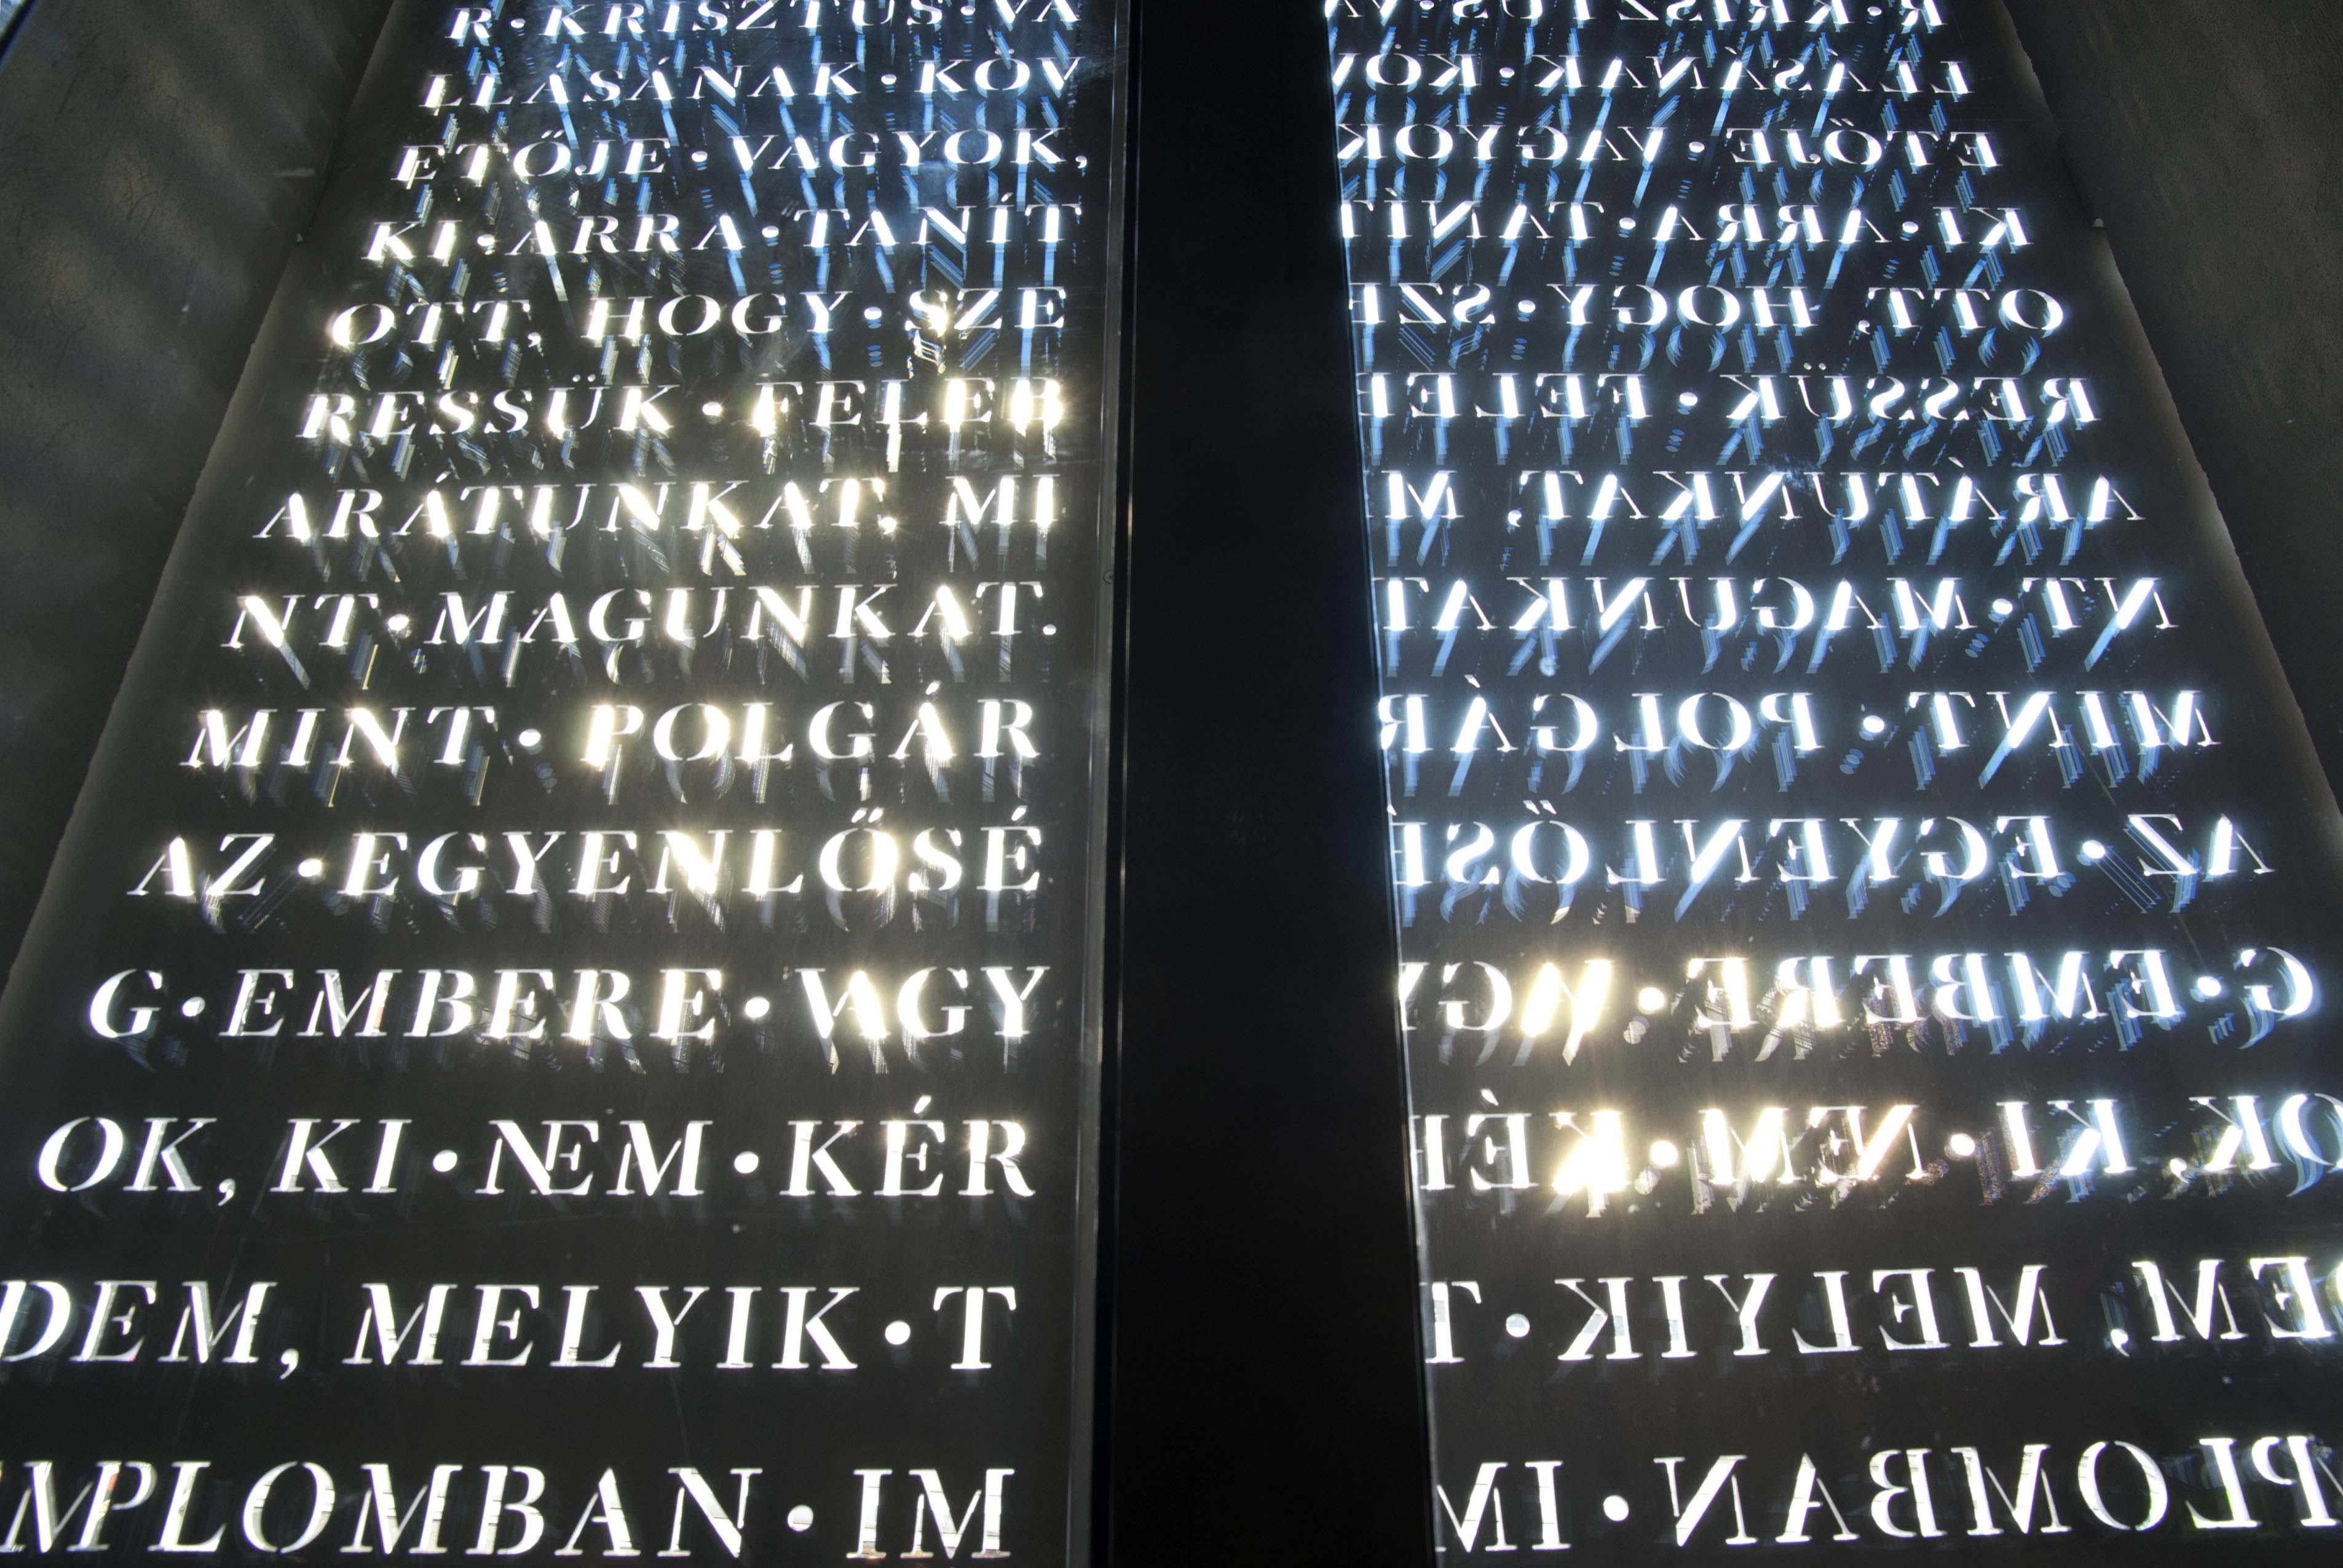 R·KRISZTUS·VA
LLÁSÁNAK·KÖV
ETŐJE·VAGYOK,
KI·ARRA·TANÍT
OTT, HOGY·SZE
RESSÜK·FELEB
ARÁTUNKAT, MI
NT·MAGUNKAT.
MINT·POLGÁR
AZ·EGYENLŐSÉ
G·EMBERE·VAGY
OK, KI·NEM·KÉR
DEM, MELYIK·T
MPLOMBAN·IM